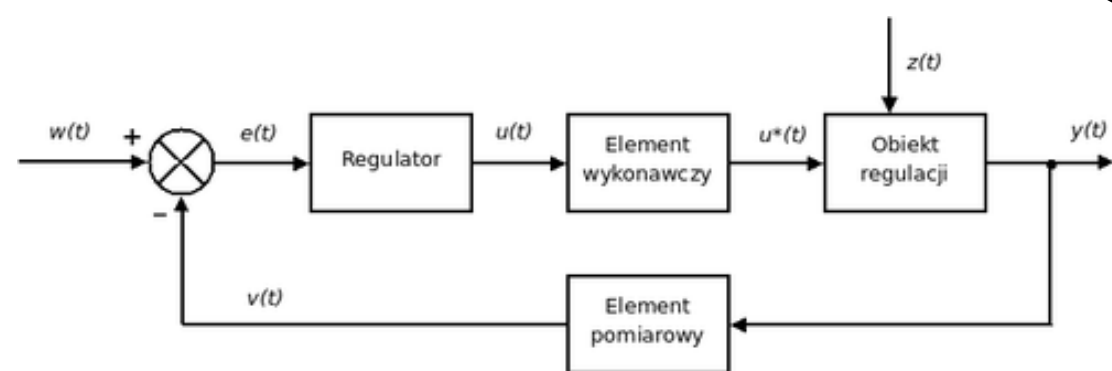 z(t)
w(t)
+
e(t)
Regulator
u(t)
Element
wykonawczy
u*(t)
Obiekt
regulacji
y(t)
–
v(t)
Element
pomiarowy